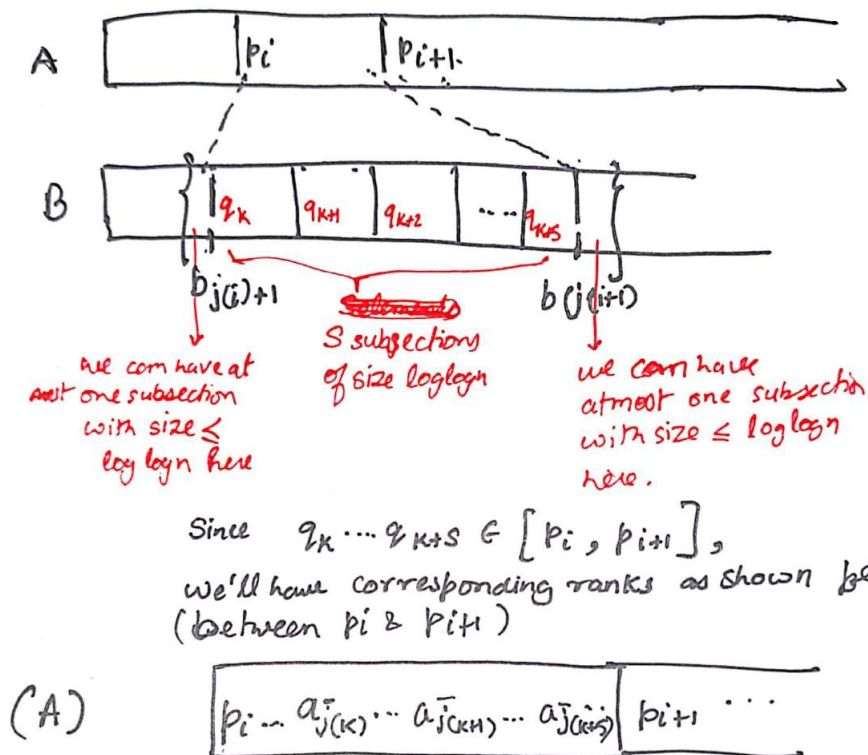 A pi pi+1
B qk qk+1 qk+2 .... qk+s
bj(i)+1 b(j(i+1)
S subsections
of size loglogn
we can have at
most one subsection
with size ≤
log logn here
we can have
atmost one subsection
with size ≤ loglogn
here.
Since qk ... qk+s ∈ [pi, pi+1],
we'll have corresponding ranks as shown be
(between pi & pi+1)
(A) pi ... aj̄(k) ... aj̄(k+1) ... aj̄(k+s) pi+1 ...